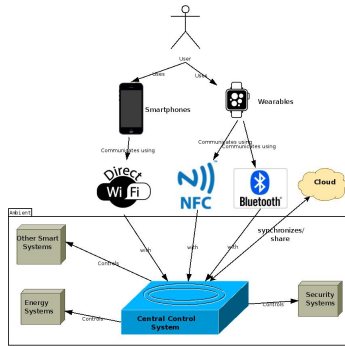 User
Uses
Uses
Smartphones
Wearables
Communicates using
Communicates using
Communicates using
Direct
Wi Fi
NFC
Bluetooth
Cloud
Ambient
synchronizes/
share
Other Smart
Systems
with
with
with
Controls
Energy
Systems
Controls
Central Control
System
Controls
Security
Systems